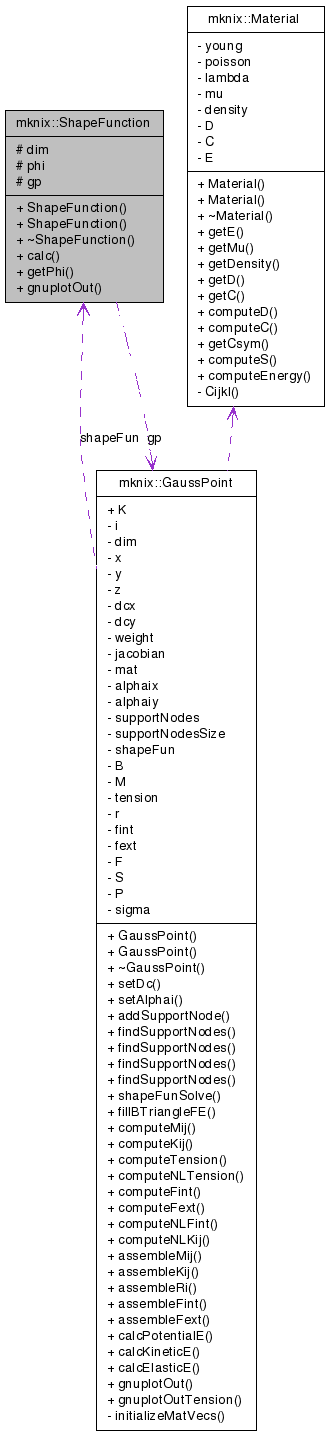 mknix::Material
- young
- poisson
- lambda
- mu
- density
- D
- C
- E
+ Material()
+ Material()
+ ~Material()
+ getE()
+ getMu()
+ getDensity()
+ getD()
+ getC()
+ computeD()
+ computeC()
+ getCsym()
+ computeS()
+ computeEnergy()
- Cijkl()
mknix::ShapeFunction
# dim
# phi
# gp
+ ShapeFunction()
+ ShapeFunction()
+ ~ShapeFunction()
+ calc()
+ getPhi()
+ gnuplotOut()
shapeFun
gp
mknix::GaussPoint
+ K
- i
- dim
- x
- y
- z
- dcx
- dcy
- weight
- jacobian
- mat
- alphaix
- alphaiy
- supportNodes
- supportNodesSize
- shapeFun
- B
- M
- tension
- r
- fint
- fext
- F
- S
- P
- sigma
+ GaussPoint()
+ GaussPoint()
+ ~GaussPoint()
+ setDc()
+ setAlphai()
+ addSupportNode()
+ findSupportNodes()
+ findSupportNodes()
+ findSupportNodes()
+ findSupportNodes()
+ shapeFunSolve()
+ fillBTriangleFE()
+ computeMij()
+ computeKij()
+ computeTension()
+ computeNLTension()
+ computeFint()
+ computeFext()
+ computeNLFint()
+ computeNLKij()
+ assembleMij()
+ assembleKij()
+ assembleRi()
+ assembleFint()
+ assembleFext()
+ calcPotentialE()
+ calcKineticE()
+ calcElasticE()
+ gnuplotOut()
+ gnuplotOutTension()
- initializeMatVecs()